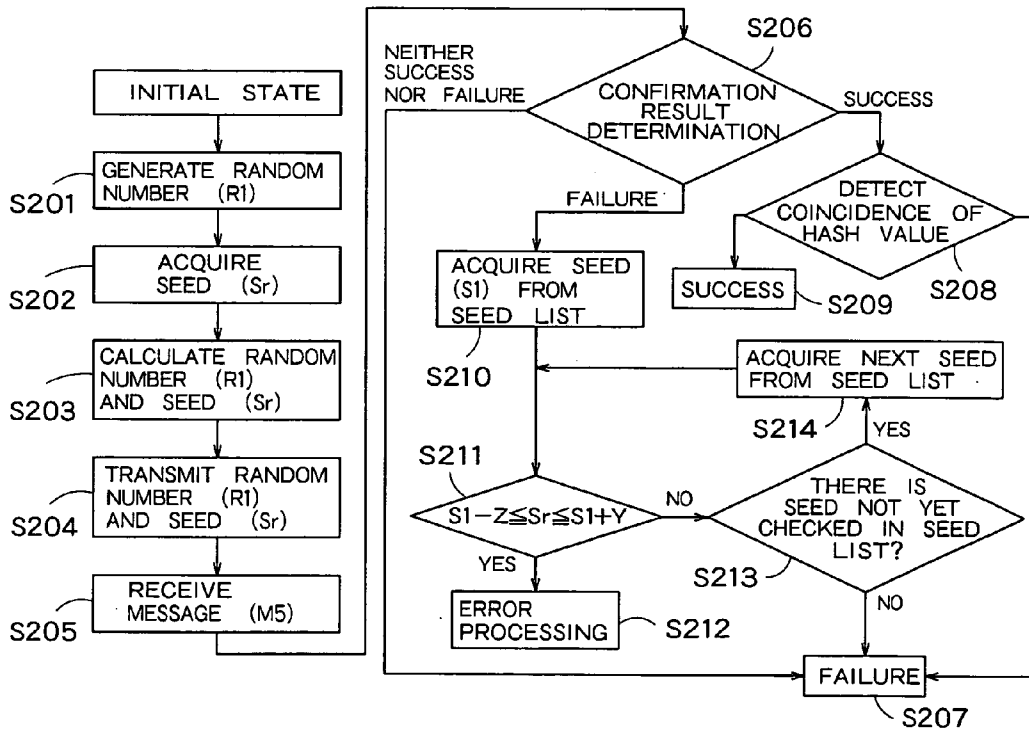 INITIAL STATE
GENERATE RANDOM
NUMBER (R1)
S201
ACQUIRE
SEED (Sr)
S202
CALCULATE RANDOM
NUMBER (R1)
AND SEED (Sr)
S203
TRANSMIT RANDOM
NUMBER (R1)
AND SEED (Sr)
S204
RECEIVE
MESSAGE (M5)
S205
S206
NEITHER
SUCCESS
NOR FAILURE
CONFIRMATION
RESULT
DETERMINATION
SUCCESS
FAILURE
DETECT
COINCIDENCE OF
HASH VALUE
S208
SUCCESS
S209
ACQUIRE SEED
(S1) FROM
SEED LIST
S210
ACQUIRE NEXT SEED
FROM SEED LIST
S214
YES
S211
S1−Z≦Sr≦S1+Y
NO
YES
THERE IS
SEED NOT YET
CHECKED IN SEED
LIST?
S213
NO
ERROR
PROCESSING
S212
FAILURE
S207